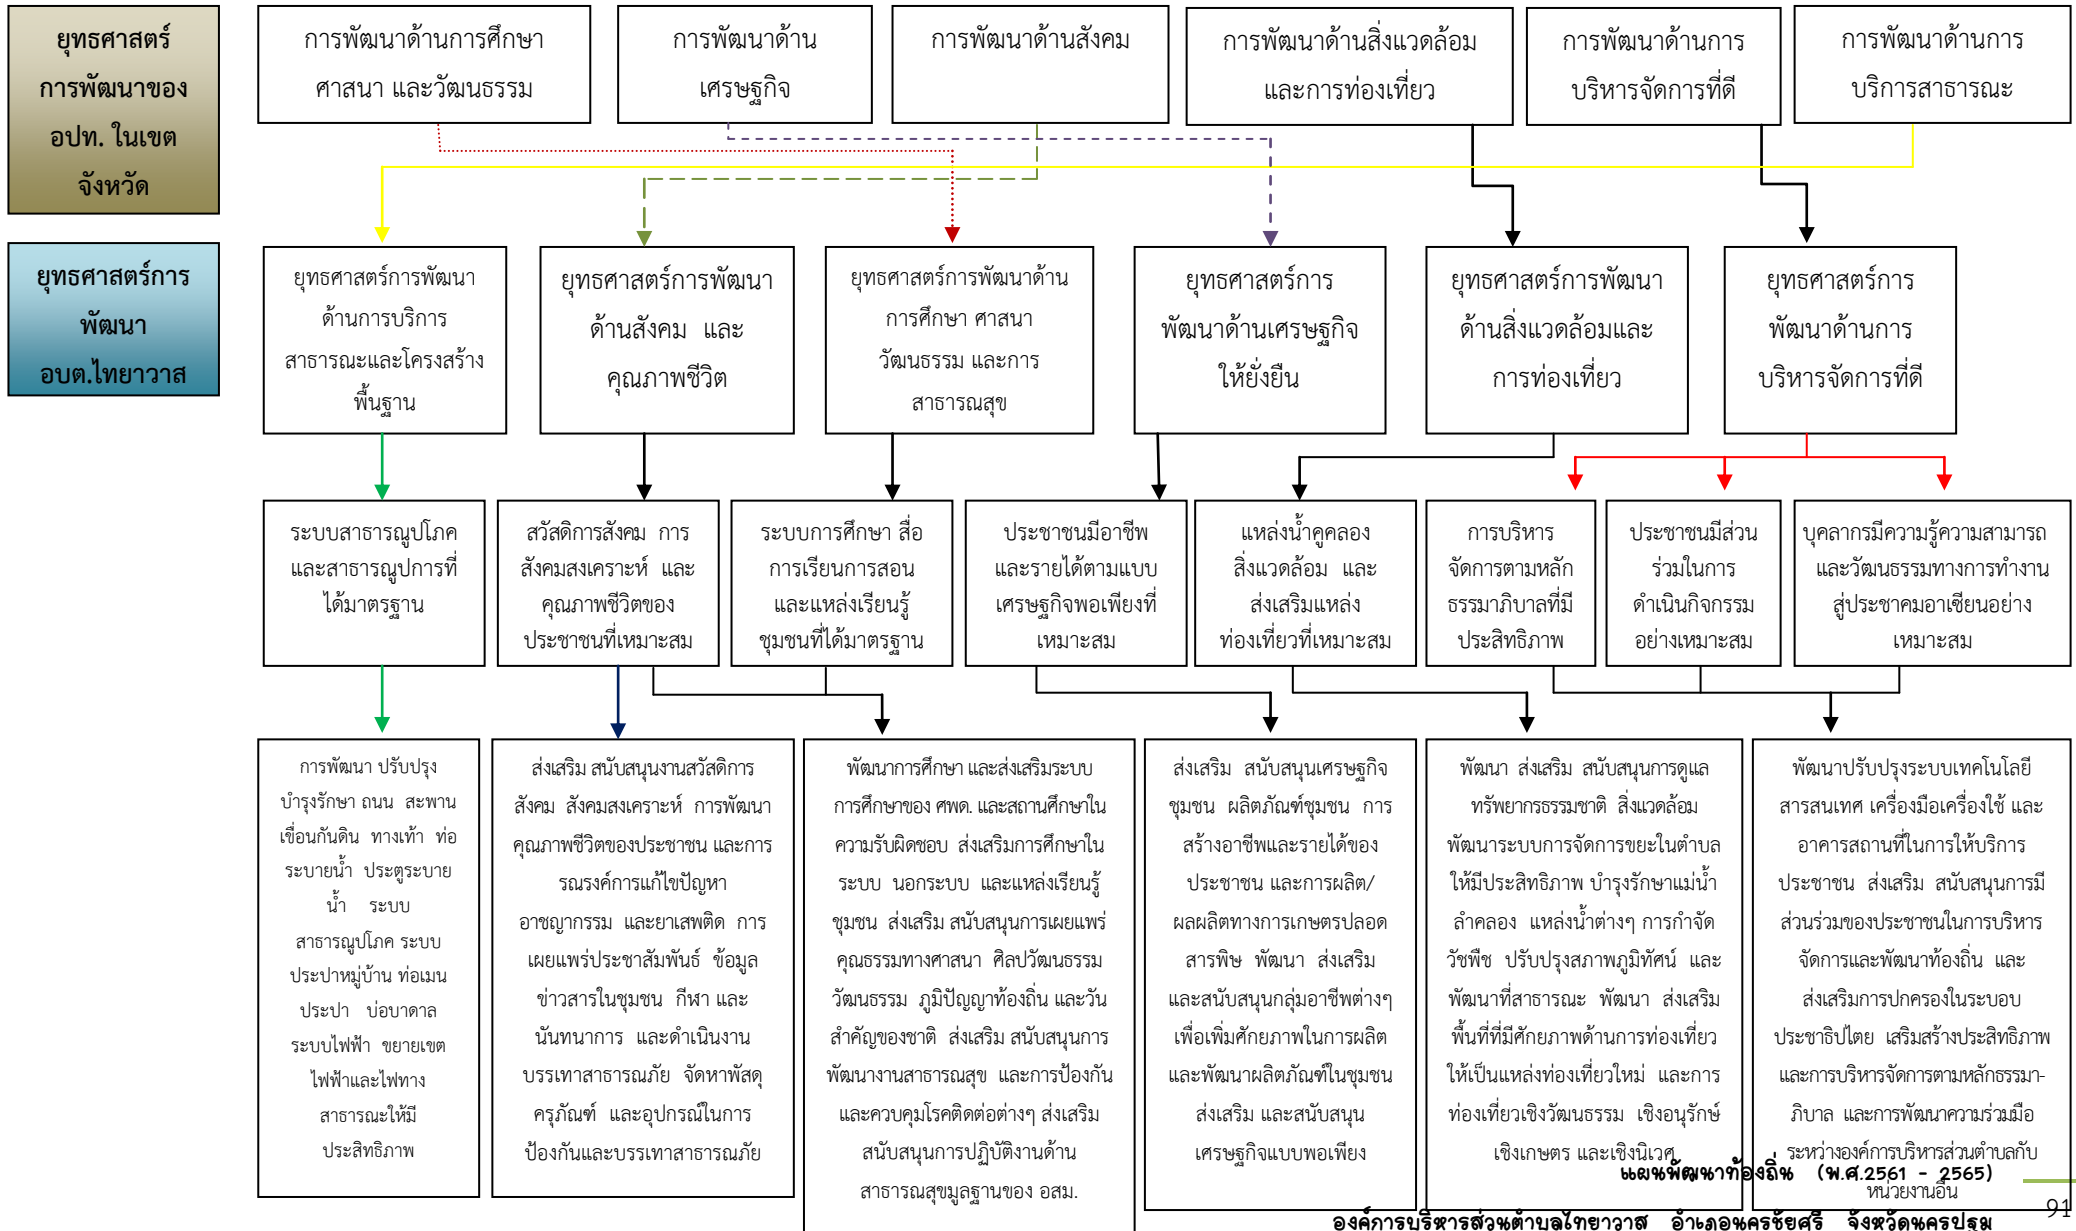 ยุทธศาสตร์
การพัฒนาของ
อปท. ในเขต
จังหวัด
การพัฒนาด้านการศึกษา
ศาสนา และวัฒนธรรม
การพัฒนาด้าน
เศรษฐกิจ
การพัฒนาด้านสังคม
การพัฒนาด้านสิ่งแวดล้อม
และการท่องเที่ยว
การพัฒนาด้านการ
บริหารจัดการที่ดี
การพัฒนาด้านการ
บริการสาธารณะ
ยุทธศาสตร์การ
พัฒนา
อบต.ไทยาวาส
ยุทธศาสตร์การพัฒนา
ด้านการบริการ
สาธารณะและโครงสร้าง
พื้นฐาน
ยุทธศาสตร์การพัฒนา
ด้านสังคม และ
คุณภาพชีวิต
ยุทธศาสตร์การพัฒนาด้าน
การศึกษา ศาสนา
วัฒนธรรม และการ
สาธารณสุข
ยุทธศาสตร์การ
พัฒนาด้านเศรษฐกิจ
ให้ยั่งยืน
ยุทธศาสตร์การพัฒนา
ด้านสิ่งแวดล้อมและ
การท่องเที่ยว
ยุทธศาสตร์การ
พัฒนาด้านการ
บริหารจัดการที่ดี
ระบบสาธารณูปโภค
และสาธารณูปการที่
ได้มาตรฐาน
สวัสดิการสังคม การ
สังคมสงเคราะห์ และ
คุณภาพชีวิตของ
ประชาชนที่เหมาะสม
ระบบการศึกษา สื่อ
การเรียนการสอน
และแหล่งเรียนรู้
ชุมชนที่ได้มาตรฐาน
ประชาชนมีอาชีพ
และรายได้ตามแบบ
เศรษฐกิจพอเพียงที่
เหมาะสม
แหล่งน้ำคูคลอง
สิ่งแวดล้อม และ
ส่งเสริมแหล่ง
ท่องเที่ยวที่เหมาะสม
การบริหาร
จัดการตามหลัก
ธรรมาภิบาลที่มี
ประสิทธิภาพ
ประชาชนมีส่วน
ร่วมในการ
ดำเนินกิจกรรม
อย่างเหมาะสม
บุคลากรมีความรู้ความสามารถ
และวัฒนธรรมทางการทำงาน
สู่ประชาคมอาเซียนอย่าง
เหมาะสม
การพัฒนา ปรับปรุง
บำรุงรักษา ถนน สะพาน
เขื่อนกันดิน ทางเท้า ท่อ
ระบายน้ำ ประตูระบาย
น้ำ ระบบ
สาธารณูปโภค ระบบ
ประปาหมู่บ้าน ท่อเมน
ประปา บ่อบาดาล
ระบบไฟฟ้า ขยายเขต
ไฟฟ้าและไฟทาง
สาธารณะให้มี
ประสิทธิภาพ
ส่งเสริม สนับสนุนงานสวัสดิการ
สังคม สังคมสงเคราะห์ การพัฒนา
คุณภาพชีวิตของประชาชน และการ
รณรงค์การแก้ไขปัญหา
อาชญากรรม และยาเสพติด การ
เผยแพร่ประชาสัมพันธ์ ข้อมูล
ข่าวสารในชุมชน กีฬา และ
นันทนาการ และดำเนินงาน
บรรเทาสาธารณภัย จัดหาพัสดุ
ครุภัณฑ์ และอุปกรณ์ในการ
ป้องกันและบรรเทาสาธารณภัย
พัฒนาการศึกษา และส่งเสริมระบบ
การศึกษาของ ศพด. และสถานศึกษาใน
ความรับผิดชอบ ส่งเสริมการศึกษาใน
ระบบ นอกระบบ และแหล่งเรียนรู้
ชุมชน ส่งเสริม สนับสนุนการเผยแพร่
คุณธรรมทางศาสนา ศิลปวัฒนธรรม
วัฒนธรรม ภูมิปัญญาท้องถิ่น และวัน
สำคัญของชาติ ส่งเสริม สนับสนุนการ
พัฒนางานสาธารณสุข และการป้องกัน
และควบคุมโรคติดต่อต่างๆ ส่งเสริม
สนับสนุนการปฏิบัติงานด้าน
สาธารณสุขมูลฐานของ อสม.
ส่งเสริม สนับสนุนเศรษฐกิจ
ชุมชน ผลิตภัณฑ์ชุมชน การ
สร้างอาชีพและรายได้ของ
ประชาชน และการผลิต/
ผลผลิตทางการเกษตรปลอด
สารพิษ พัฒนา ส่งเสริม
และสนับสนุนกลุ่มอาชีพต่างๆ
เพื่อเพิ่มศักยภาพในการผลิต
และพัฒนาผลิตภัณฑ์ในชุมชน
ส่งเสริม และสนับสนุน
เศรษฐกิจแบบพอเพียง
พัฒนา ส่งเสริม สนับสนุนการดูแล
ทรัพยากรธรรมชาติ สิ่งแวดล้อม
พัฒนาระบบการจัดการขยะในตำบล
ให้มีประสิทธิภาพ บำรุงรักษาแม่น้ำ
ลำคลอง แหล่งน้ำต่างๆ การกำจัด
วัชพืช ปรับปรุงสภาพภูมิทัศน์ และ
พัฒนาที่สาธารณะ พัฒนา ส่งเสริม
พื้นที่ที่มีศักยภาพด้านการท่องเที่ยว
ให้เป็นแหล่งท่องเที่ยวใหม่ และการ
ท่องเที่ยวเชิงวัฒนธรรม เชิงอนุรักษ์
เชิงเกษตร และเชิงนิเวศ
พัฒนาปรับปรุงระบบเทคโนโลยี
สารสนเทศ เครื่องมือเครื่องใช้ และ
อาคารสถานที่ในการให้บริการ
ประชาชน ส่งเสริม สนับสนุนการมี
ส่วนร่วมของประชาชนในการบริหาร
จัดการและพัฒนาท้องถิ่น และ
ส่งเสริมการปกครองในระบอบ
ประชาธิปไตย เสริมสร้างประสิทธิภาพ
และการบริหารจัดการตามหลักธรรมา-
ภิบาล และการพัฒนาความร่วมมือ
ระหว่างองค์การบริหารส่วนตำบลกับ
หน่วยงานอื่น
แผนพัฒนาท้องถิ่น (พ.ศ.2561 - 2565)
องค์การบริหารส่วนตำบลไทยาวาส อำเภอนครชัยศรี จังหวัดนครปฐม
91